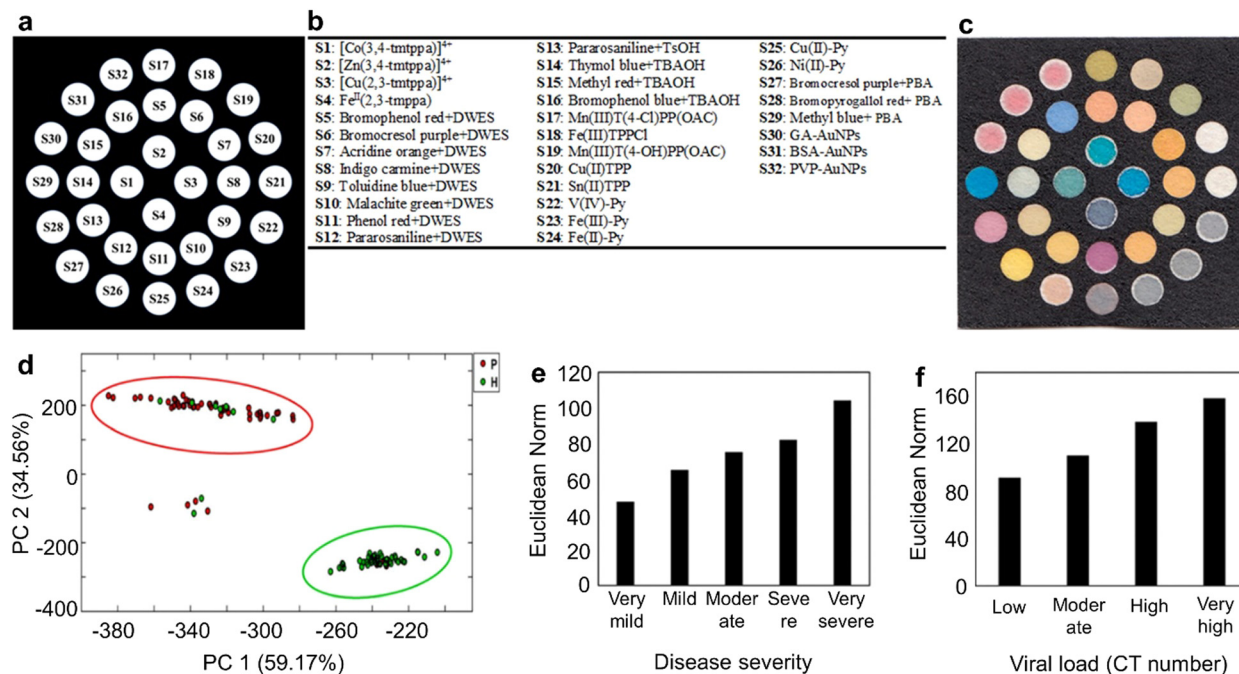 a
S17
S32
S18
S31
S5
S19
S16
S6
S30
S15
S2
S7
S20
S29
S14
S1
S3
S8
S21
S13
S4
S9
S28
S22
S12
S11
S10
S27
S23
S26
S25
S24
b
S1: [Co(3,4-tmtppa)]4+
S2: [Zn(3,4-tmtppa)]4+
S3: [Cu(2,3-tmtppa)]4+
S4: FeII(2,3-tmppa)
S5: Bromophenol red+DWES
S6: Bromocresol purple+DWES
S7: Acridine orange+DWES
S8: Indigo carmine+DWES
S9: Toluidine blue+DWES
S10: Malachite green+DWES
S11: Phenol red+DWES
S12: Pararosaniline+DWES
S13: Pararosaniline+TsOH
S14: Thymol blue+TBAOH
S15: Methyl red+TBAOH
S16: Bromophenol blue+TBAOH
S17: Mn(III)T(4-Cl)PP(OAC)
S18: Fe(III)TPPCl
S19: Mn(III)T(4-OH)PP(OAC)
S20: Cu(II)TPP
S21: Sn(II)TPP
S22: V(IV)-Py
S23: Fe(III)-Py
S24: Fe(II)-Py
S25: Cu(II)-Py
S26: Ni(II)-Py
S27: Bromocresol purple+PBA
S28: Bromopyrogallol red+ PBA
S29: Methyl blue+ PBA
S30: GA-AuNPs
S31: BSA-AuNPs
S32: PVP-AuNPs
c
d
P
H
200
0
-200
-400
PC 2 (34.56%)
-380 -340 -300 -260 -220
PC 1 (59.17%)
e
120
100
80
60
40
20
0
Euclidean Norm
Very
mild
Mild
Moder
ate
Seve
re
Very
severe
Disease severity
f
160
120
80
40
0
Euclidean Norm
Low
Moder
ate
High
Very
high
Viral load (CT number)